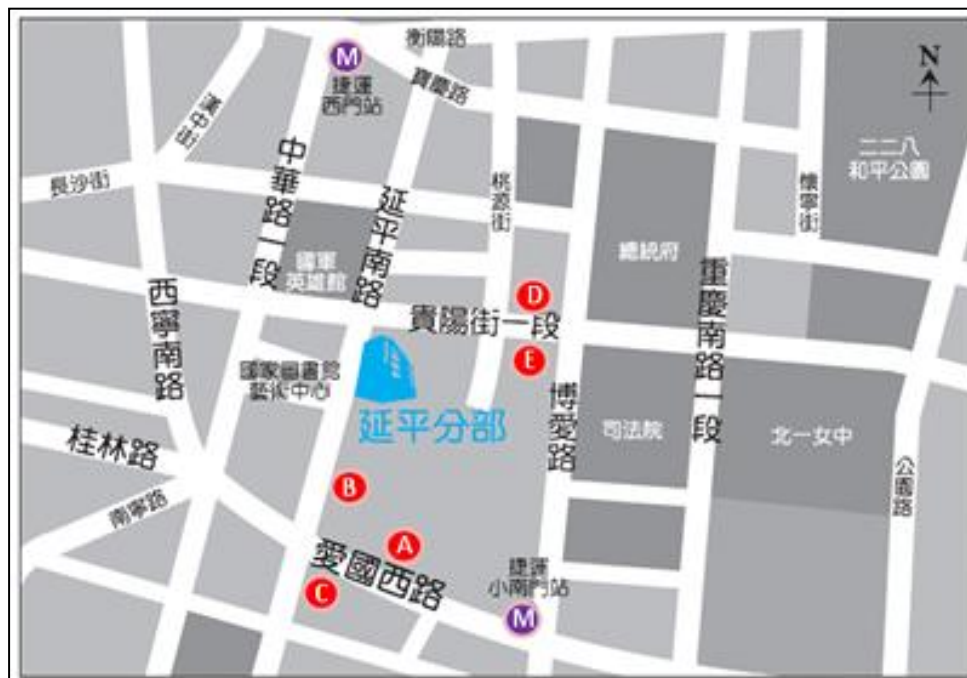 衡陽路
寶慶路
N
M
捷運
西門站
漢中街
長沙街
中華路一段
延平南路
桃源街
懷寧街
二二八
和平公園
總統府
國軍
英雄館
西寧南路
貴陽街一段
D
E
重慶南路一段
國家圖書館
藝術中心
延平分部
博愛路
司法院
北一女中
公園路
桂林路
南寧路
B
A
C
愛國西路
捷運
小南門站
M